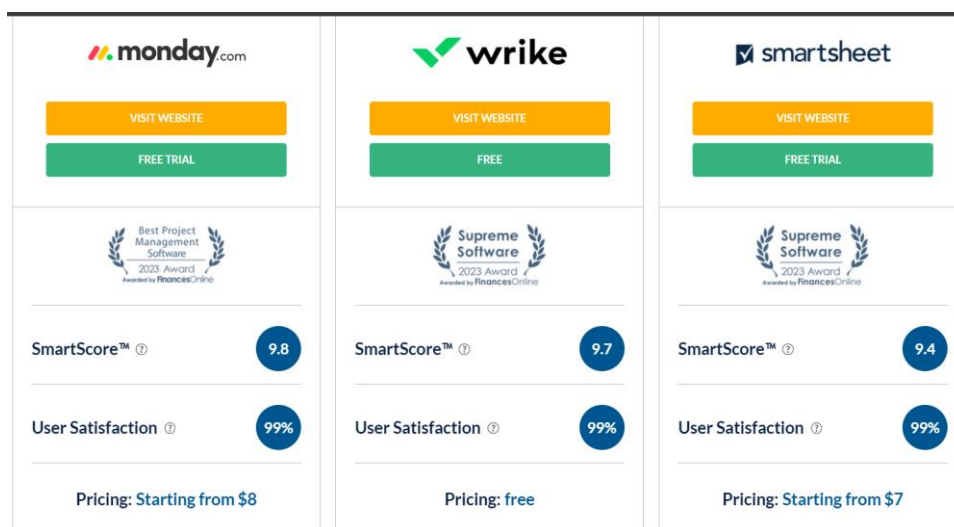 monday.com
VISIT WEBSITE
FREE TRIAL
Best Project
Management
Software
2023 Award
Awarded by FinancesOnline
SmartScore™ ?
9.8
User Satisfaction ?
99%
Pricing: Starting from $8
wrike
VISIT WEBSITE
FREE
Supreme
Software
2023 Award
Awarded by FinancesOnline
SmartScore™ ?
9.7
User Satisfaction ?
99%
Pricing: free
smartsheet
VISIT WEBSITE
FREE TRIAL
Supreme
Software
2023 Award
Awarded by FinancesOnline
SmartScore™ ?
9.4
User Satisfaction ?
99%
Pricing: Starting from $7